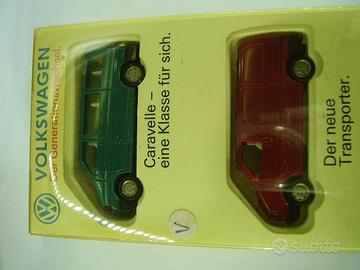 VOLKSWAGEN
Der Generationswechsel.
Caravelle –
eine Klasse für sich.
Der neue
Transporter.
V
subito